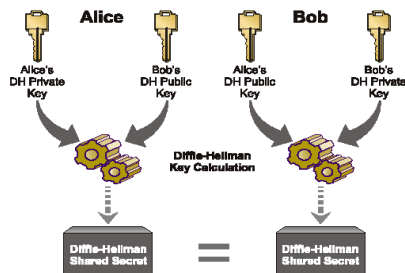 Alice
Bob
Alice's
DH Private
Key
Bob's
DH Public
Key
Alice's
DH Public
Key
Bob's
DH Private
Key
Diffie-Hellman
Key Calculation
Diffie-Hellman
Shared Secret
=
Diffie-Hellman
Shared Secret